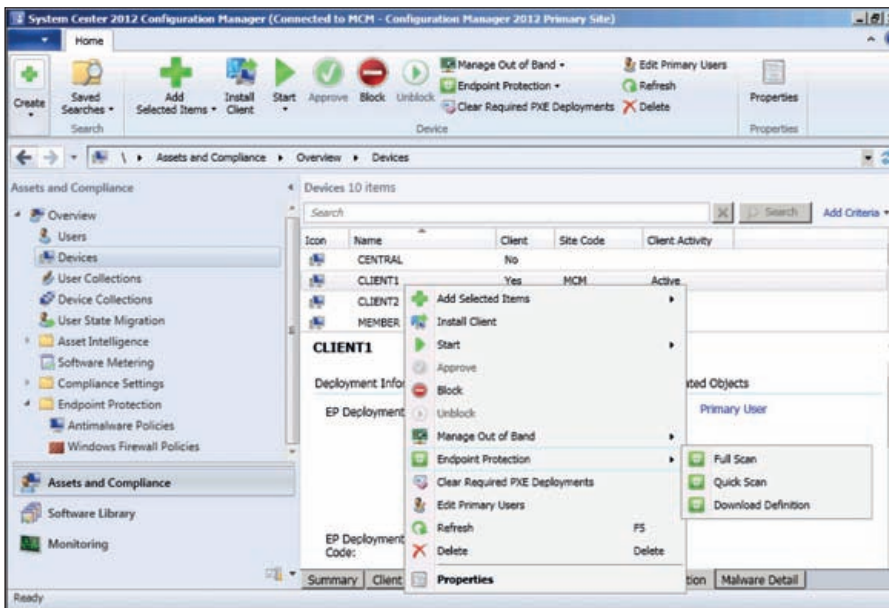 System Center 2012 Configuration Manager (Connected to MCM - Configuration Manager 2012 Primary Site)
Home
Create
Saved Searches
Add Selected Items
Install Client
Start
Approve
Block
Unblock
Manage Out of Band
Endpoint Protection
Clear Required PXE Deployments
Edit Primary Users
Refresh
Delete
Properties
Search
Device
Properties
\ Assets and Compliance Overview Devices
Assets and Compliance
Overview
Users
Devices
User Collections
Device Collections
User State Migration
Asset Intelligence
Software Metering
Compliance Settings
Endpoint Protection
Antimalware Policies
Windows Firewall Policies
Assets and Compliance
Software Library
Monitoring
Devices 10 items
Search
Search
Add Criteria
Icon Name Client Site Code Client Activity
CENTRAL No
CLIENT1 Yes MCM Active
CLIENT2
MEMBER
CLIENT1
Deployment Infor
ated Objects
EP Deployment
Primary User
EP Deployment
Code:
Add Selected Items
Install Client
Start
Approve
Block
Unblock
Manage Out of Band
Endpoint Protection
Clear Required PXE Deployments
Edit Primary Users
Refresh F5
Delete Delete
Properties
Full Scan
Quick Scan
Download Definition
Summary Client
tion Malware Detail
Ready